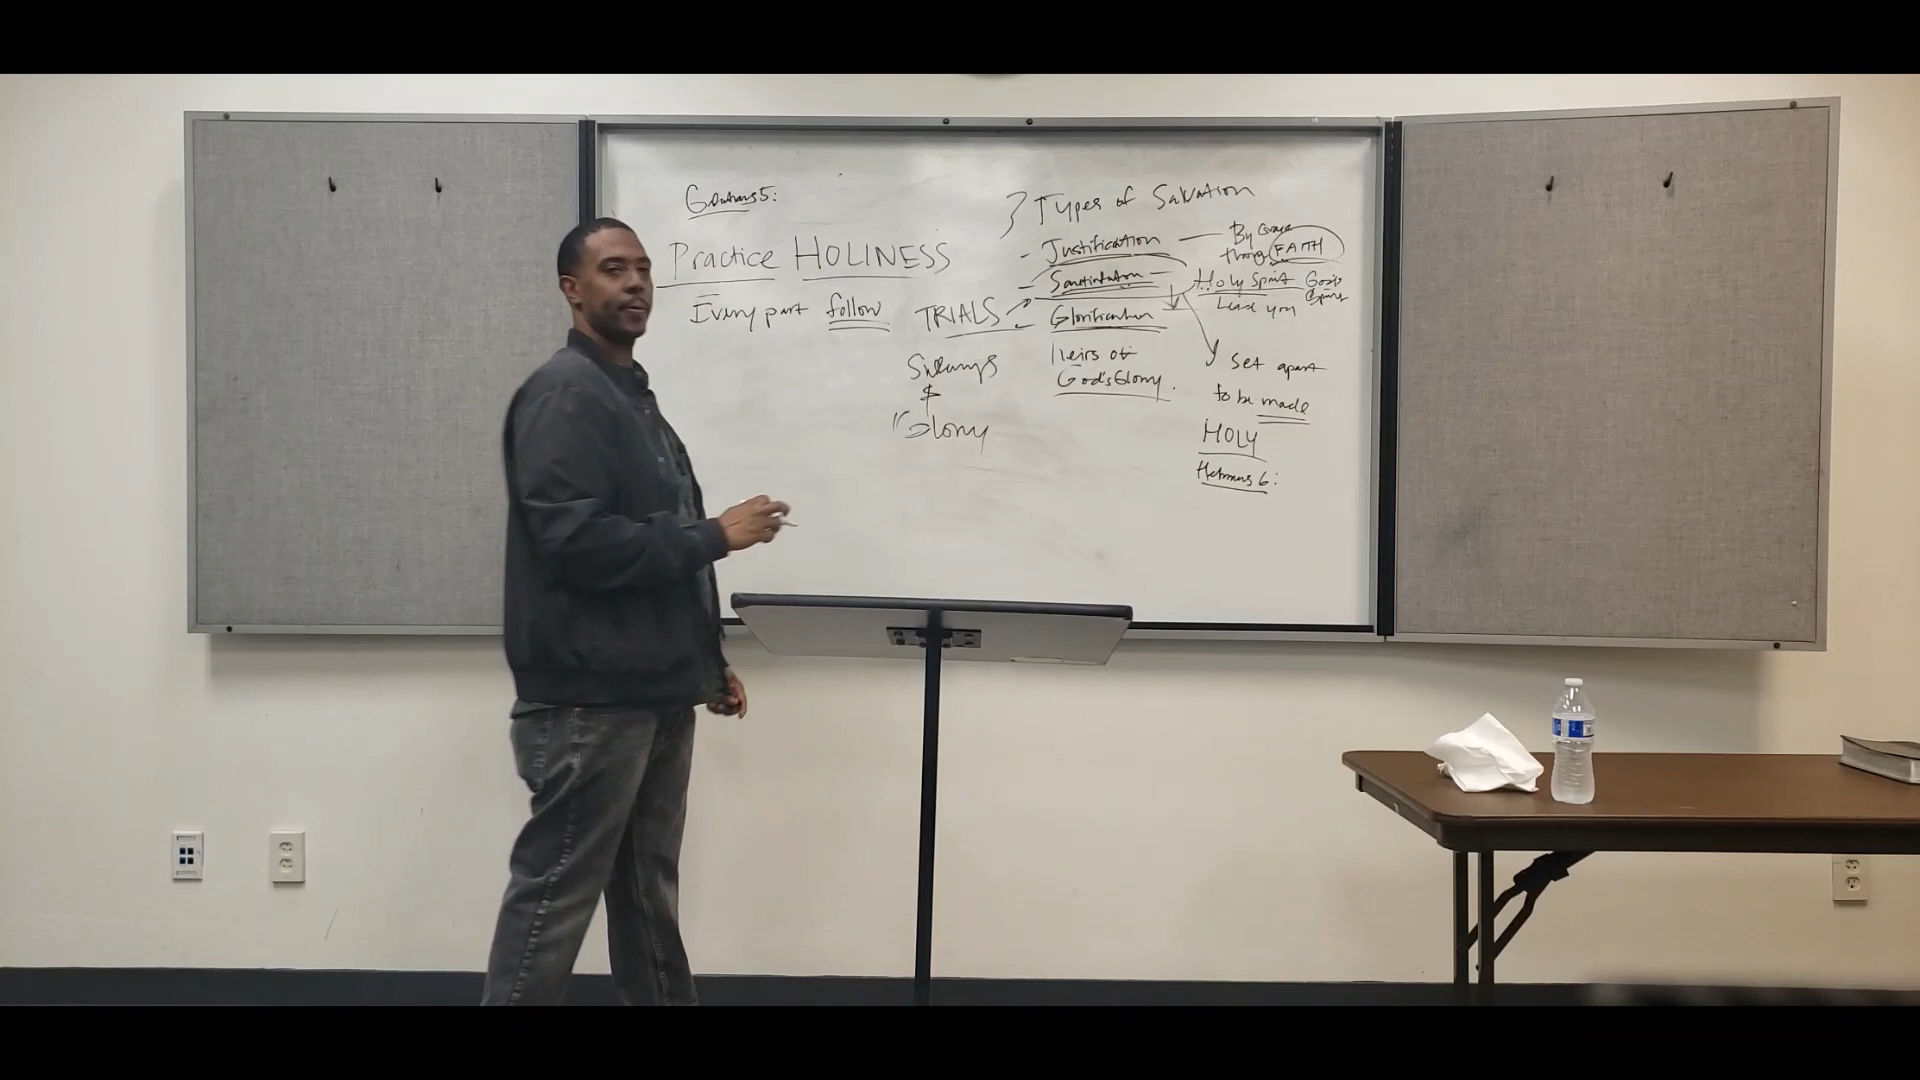 Galatians 5:
Practice HOLINESS
Every part follow
TRIALS
&
Glory
3 Types of Salvation
- Justification — By Grace
through FAITH
- Sanctification — Holy Spirit God's
Lead you
- Glorification
Heirs of
God's Glory.
Set apart
to be made
HOLY
Hebrews 6: